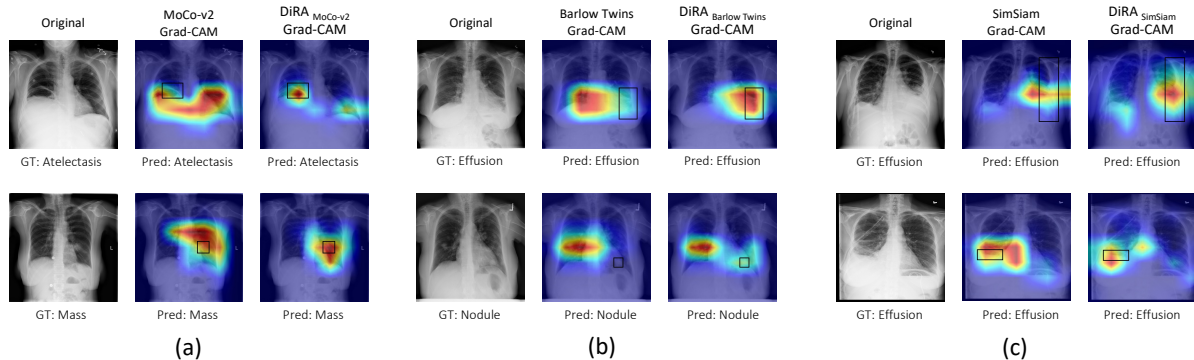 Original
MoCo-v2
Grad-CAM
DiRA MoCo-v2
Grad-CAM
GT: Atelectasis
Pred: Atelectasis
Pred: Atelectasis
GT: Mass
Pred: Mass
Pred: Mass
(a)
Original
Barlow Twins
Grad-CAM
DiRA Barlow Twins
Grad-CAM
GT: Effusion
Pred: Effusion
Pred: Effusion
GT: Nodule
Pred: Nodule
Pred: Nodule
(b)
Original
SimSiam
Grad-CAM
DiRA SimSiam
Grad-CAM
GT: Effusion
Pred: Effusion
Pred: Effusion
GT: Effusion
Pred: Effusion
Pred: Effusion
(c)